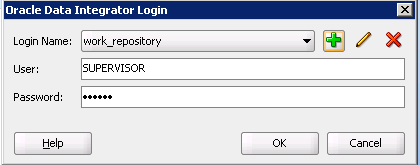 Oracle Data Integrator Login
Login Name: work_repository
User: SUPERVISOR
Password: ••••••
Help OK Cancel